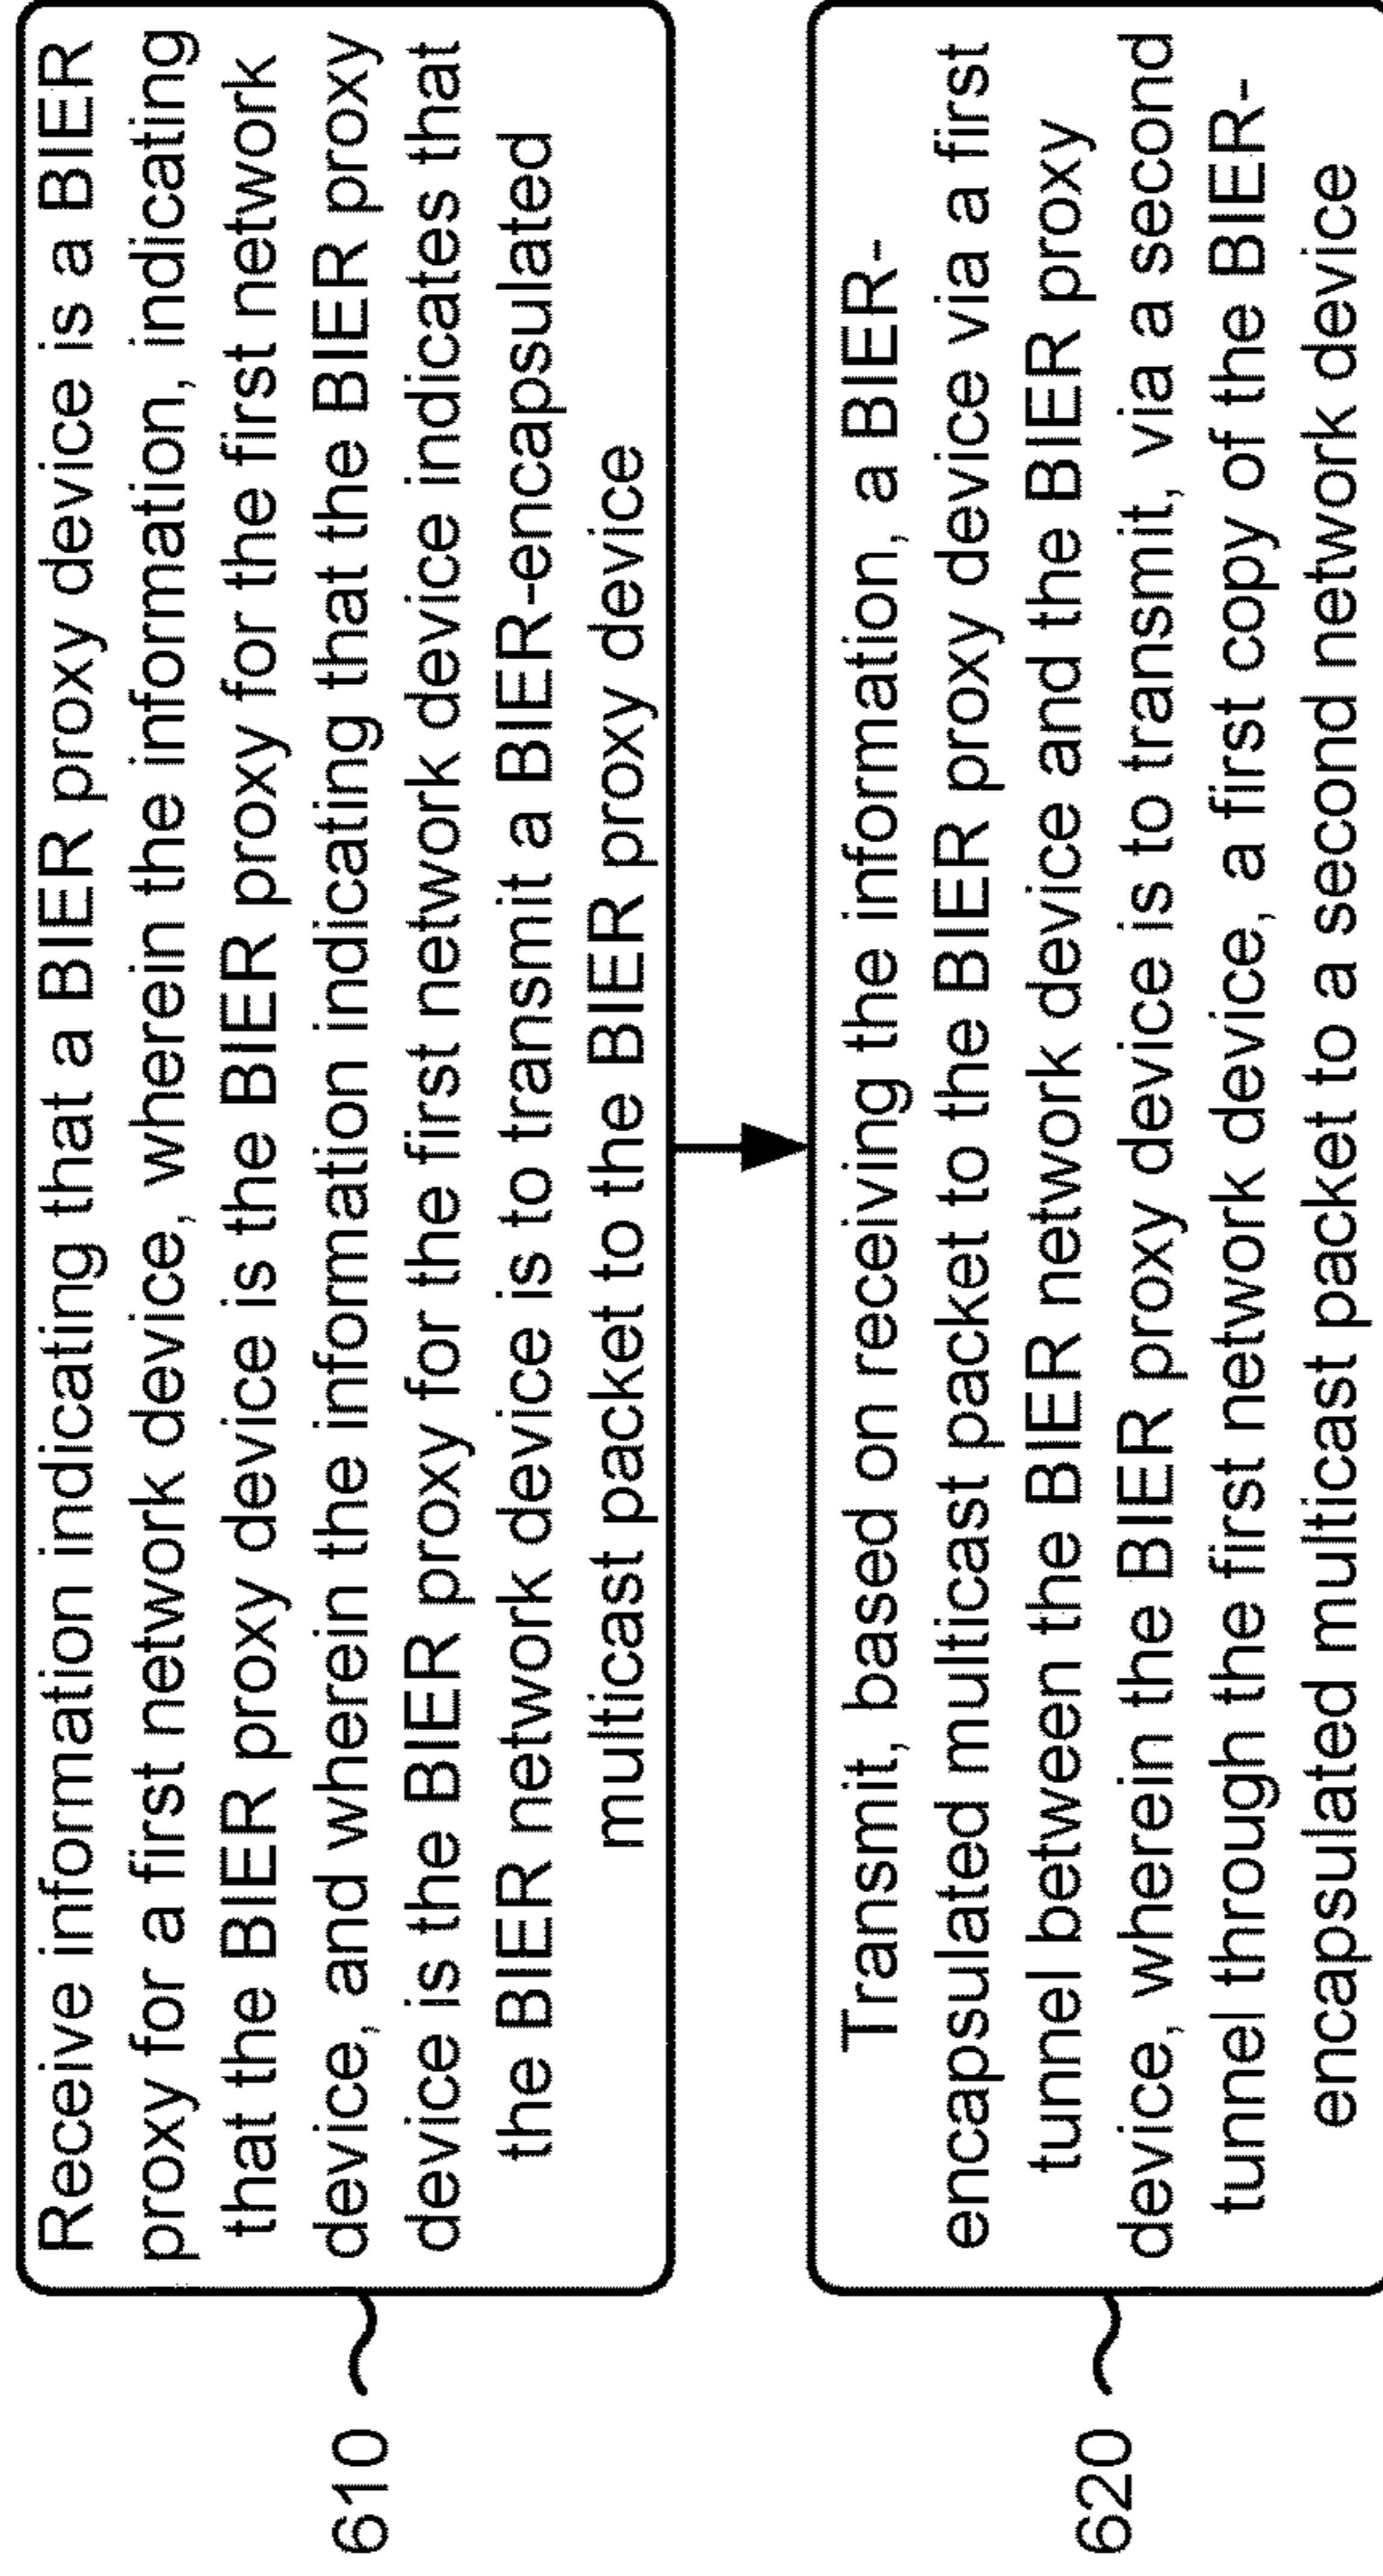 Receive information indicating that a BIER proxy device is a BIER
proxy for a first network device, wherein the information, indicating
that the BIER proxy device is the BIER proxy for the first network
device, and wherein the information indicating that the BIER proxy
device is the BIER proxy for the first network device indicates that
the BIER network device is to transmit a BIER-encapsulated
multicast packet to the BIER proxy device
610
Transmit, based on receiving the information, a BIER-
encapsulated multicast packet to the BIER proxy device via a first
tunnel between the BIER network device and the BIER proxy
device, wherein the BIER proxy device is to transmit, via a second
tunnel through the first network device, a first copy of the BIER-
encapsulated multicast packet to a second network device
620